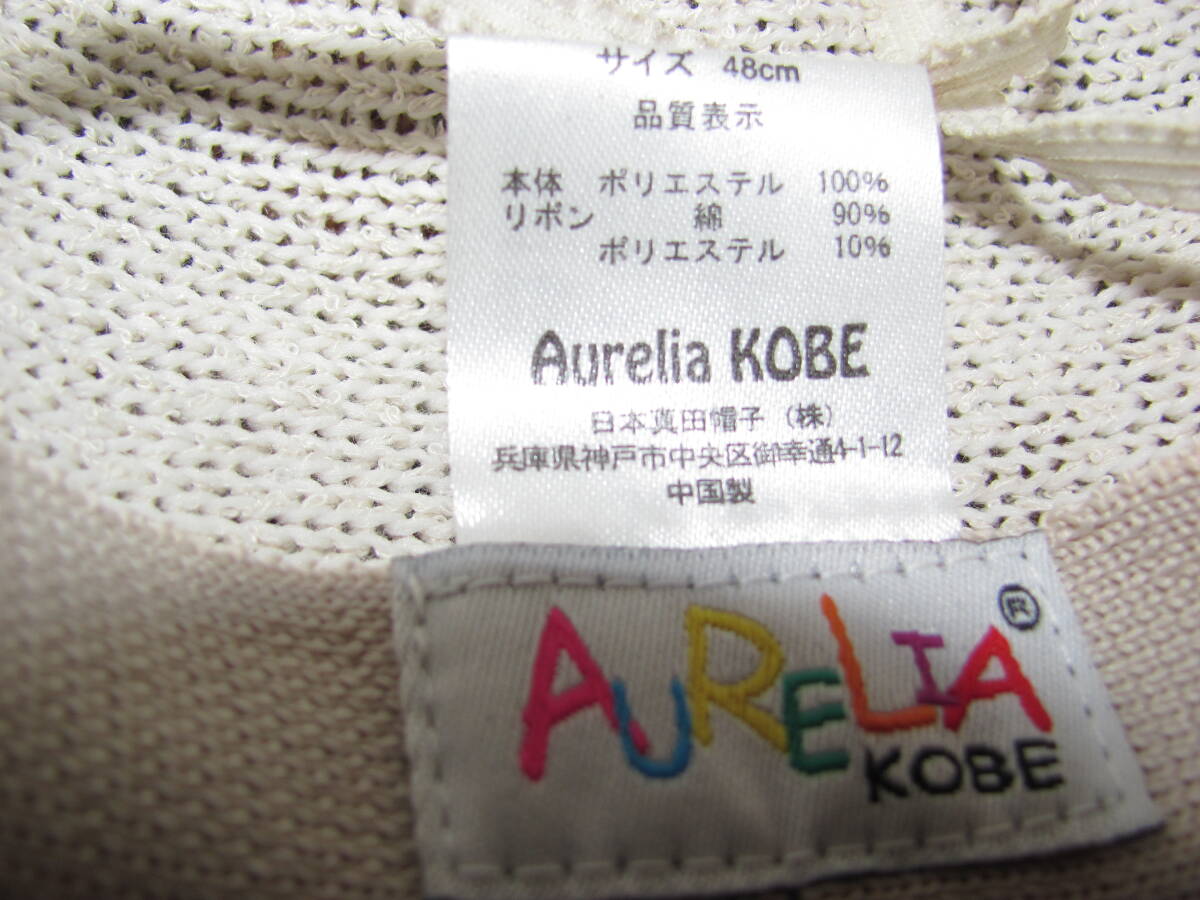 サイズ 48cm
品質表示
本体 ポリエステル 100%
リボン 綿 90%
ポリエステル 10%
Aurelia KOBE
日本真田帽子（株）
兵庫県神戸市中央区御幸通4-1-12
中国製
AURELIA®
KOBE